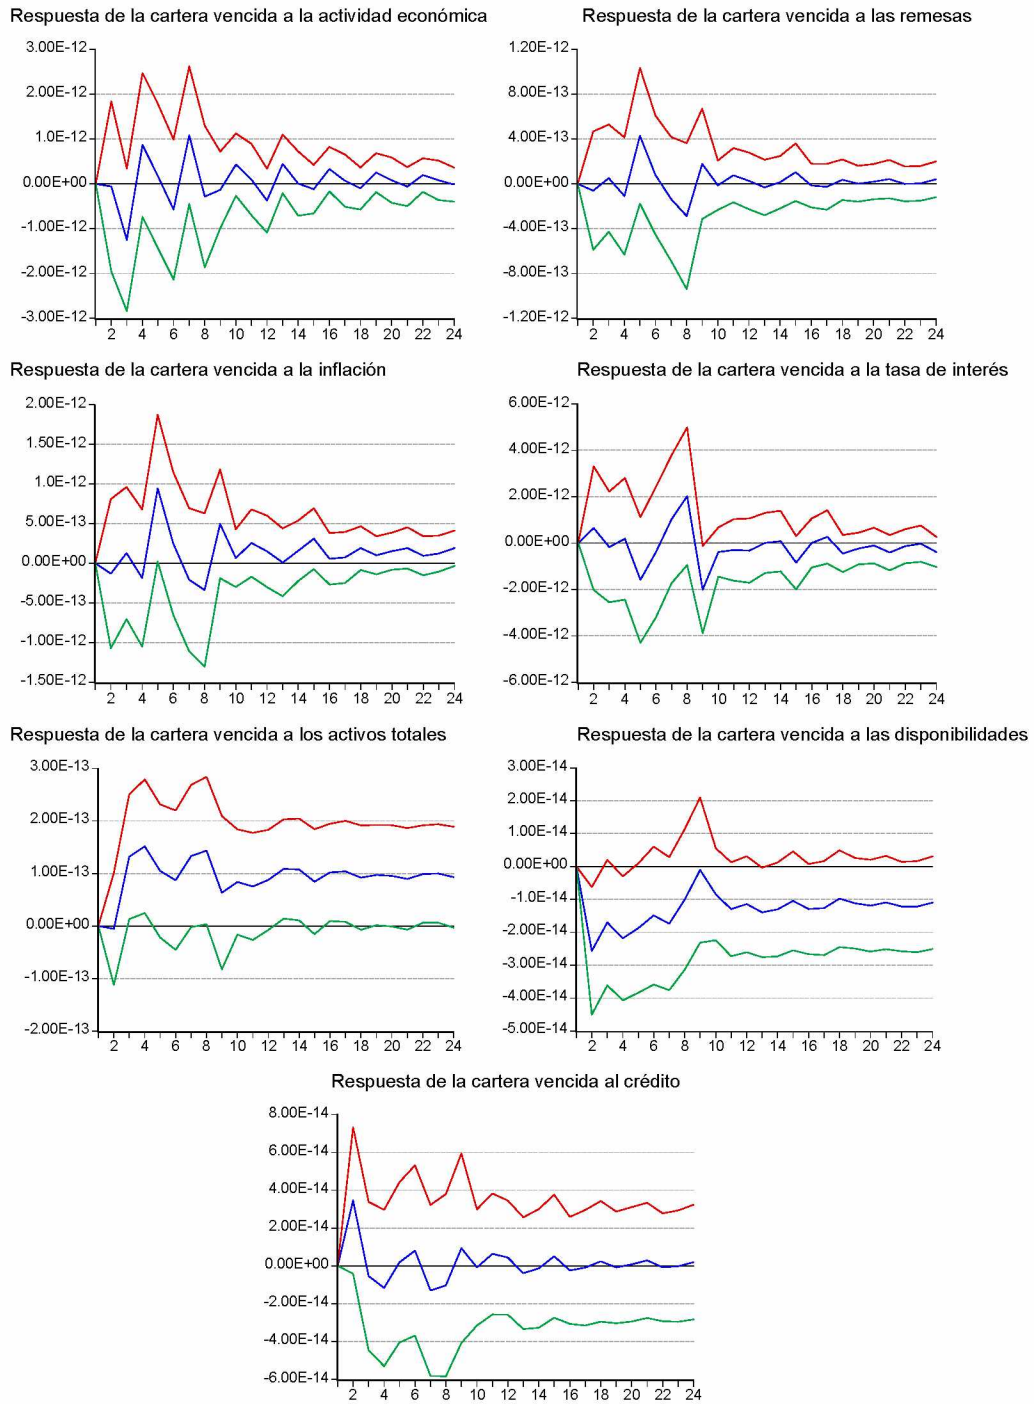 Respuesta de la cartera vencida a la actividad económica
3.00E-12
2.00E-12
1.0E-12
0.00E+00
-1.00E-12
-2.00E-12
-3.00E-12
2 4 6 8 10 12 14 16 18 20 22 24
Respuesta de la cartera vencida a las remesas
1.20E-12
8.00E-13
4.00E-13
0.00E+00
-4.00E-13
-8.00E-13
-1.20E-12
2 4 6 8 10 12 14 16 18 20 22 24
Respuesta de la cartera vencida a la inflación
2.00E-12
1.50E-12
1.0E-12
5.00E-13
0.00E+00
-5.00E-13
-1.00E-12
-1.50E-12
2 4 6 8 10 12 14 16 18 20 22 24
Respuesta de la cartera vencida a la tasa de interés
6.00E-12
4.00E-12
2.00E-12
0.00E+00
-2.00E-12
-4.00E-12
-6.00E-12
2 4 6 8 10 12 14 16 18 20 22 24
Respuesta de la cartera vencida a los activos totales
3.00E-13
2.00E-13
1.00E-13
0.00E+00
-1.00E-13
-2.00E-13
2 4 6 8 10 12 14 16 18 20 22 24
Respuesta de la cartera vencida a las disponibilidades
3.00E-14
2.00E-14
1.00E-14
0.00E+00
-1.0E-14
-2.00E-14
-3.00E-14
-4.00E-14
-5.00E-14
2 4 6 8 10 12 14 16 18 20 22 24
Respuesta de la cartera vencida al crédito
8.00E-14
6.00E-14
4.00E-14
2.00E-14
0.00E+00
-2.00E-14
-4.00E-14
-6.00E-14
2 4 6 8 10 12 14 16 18 20 22 24